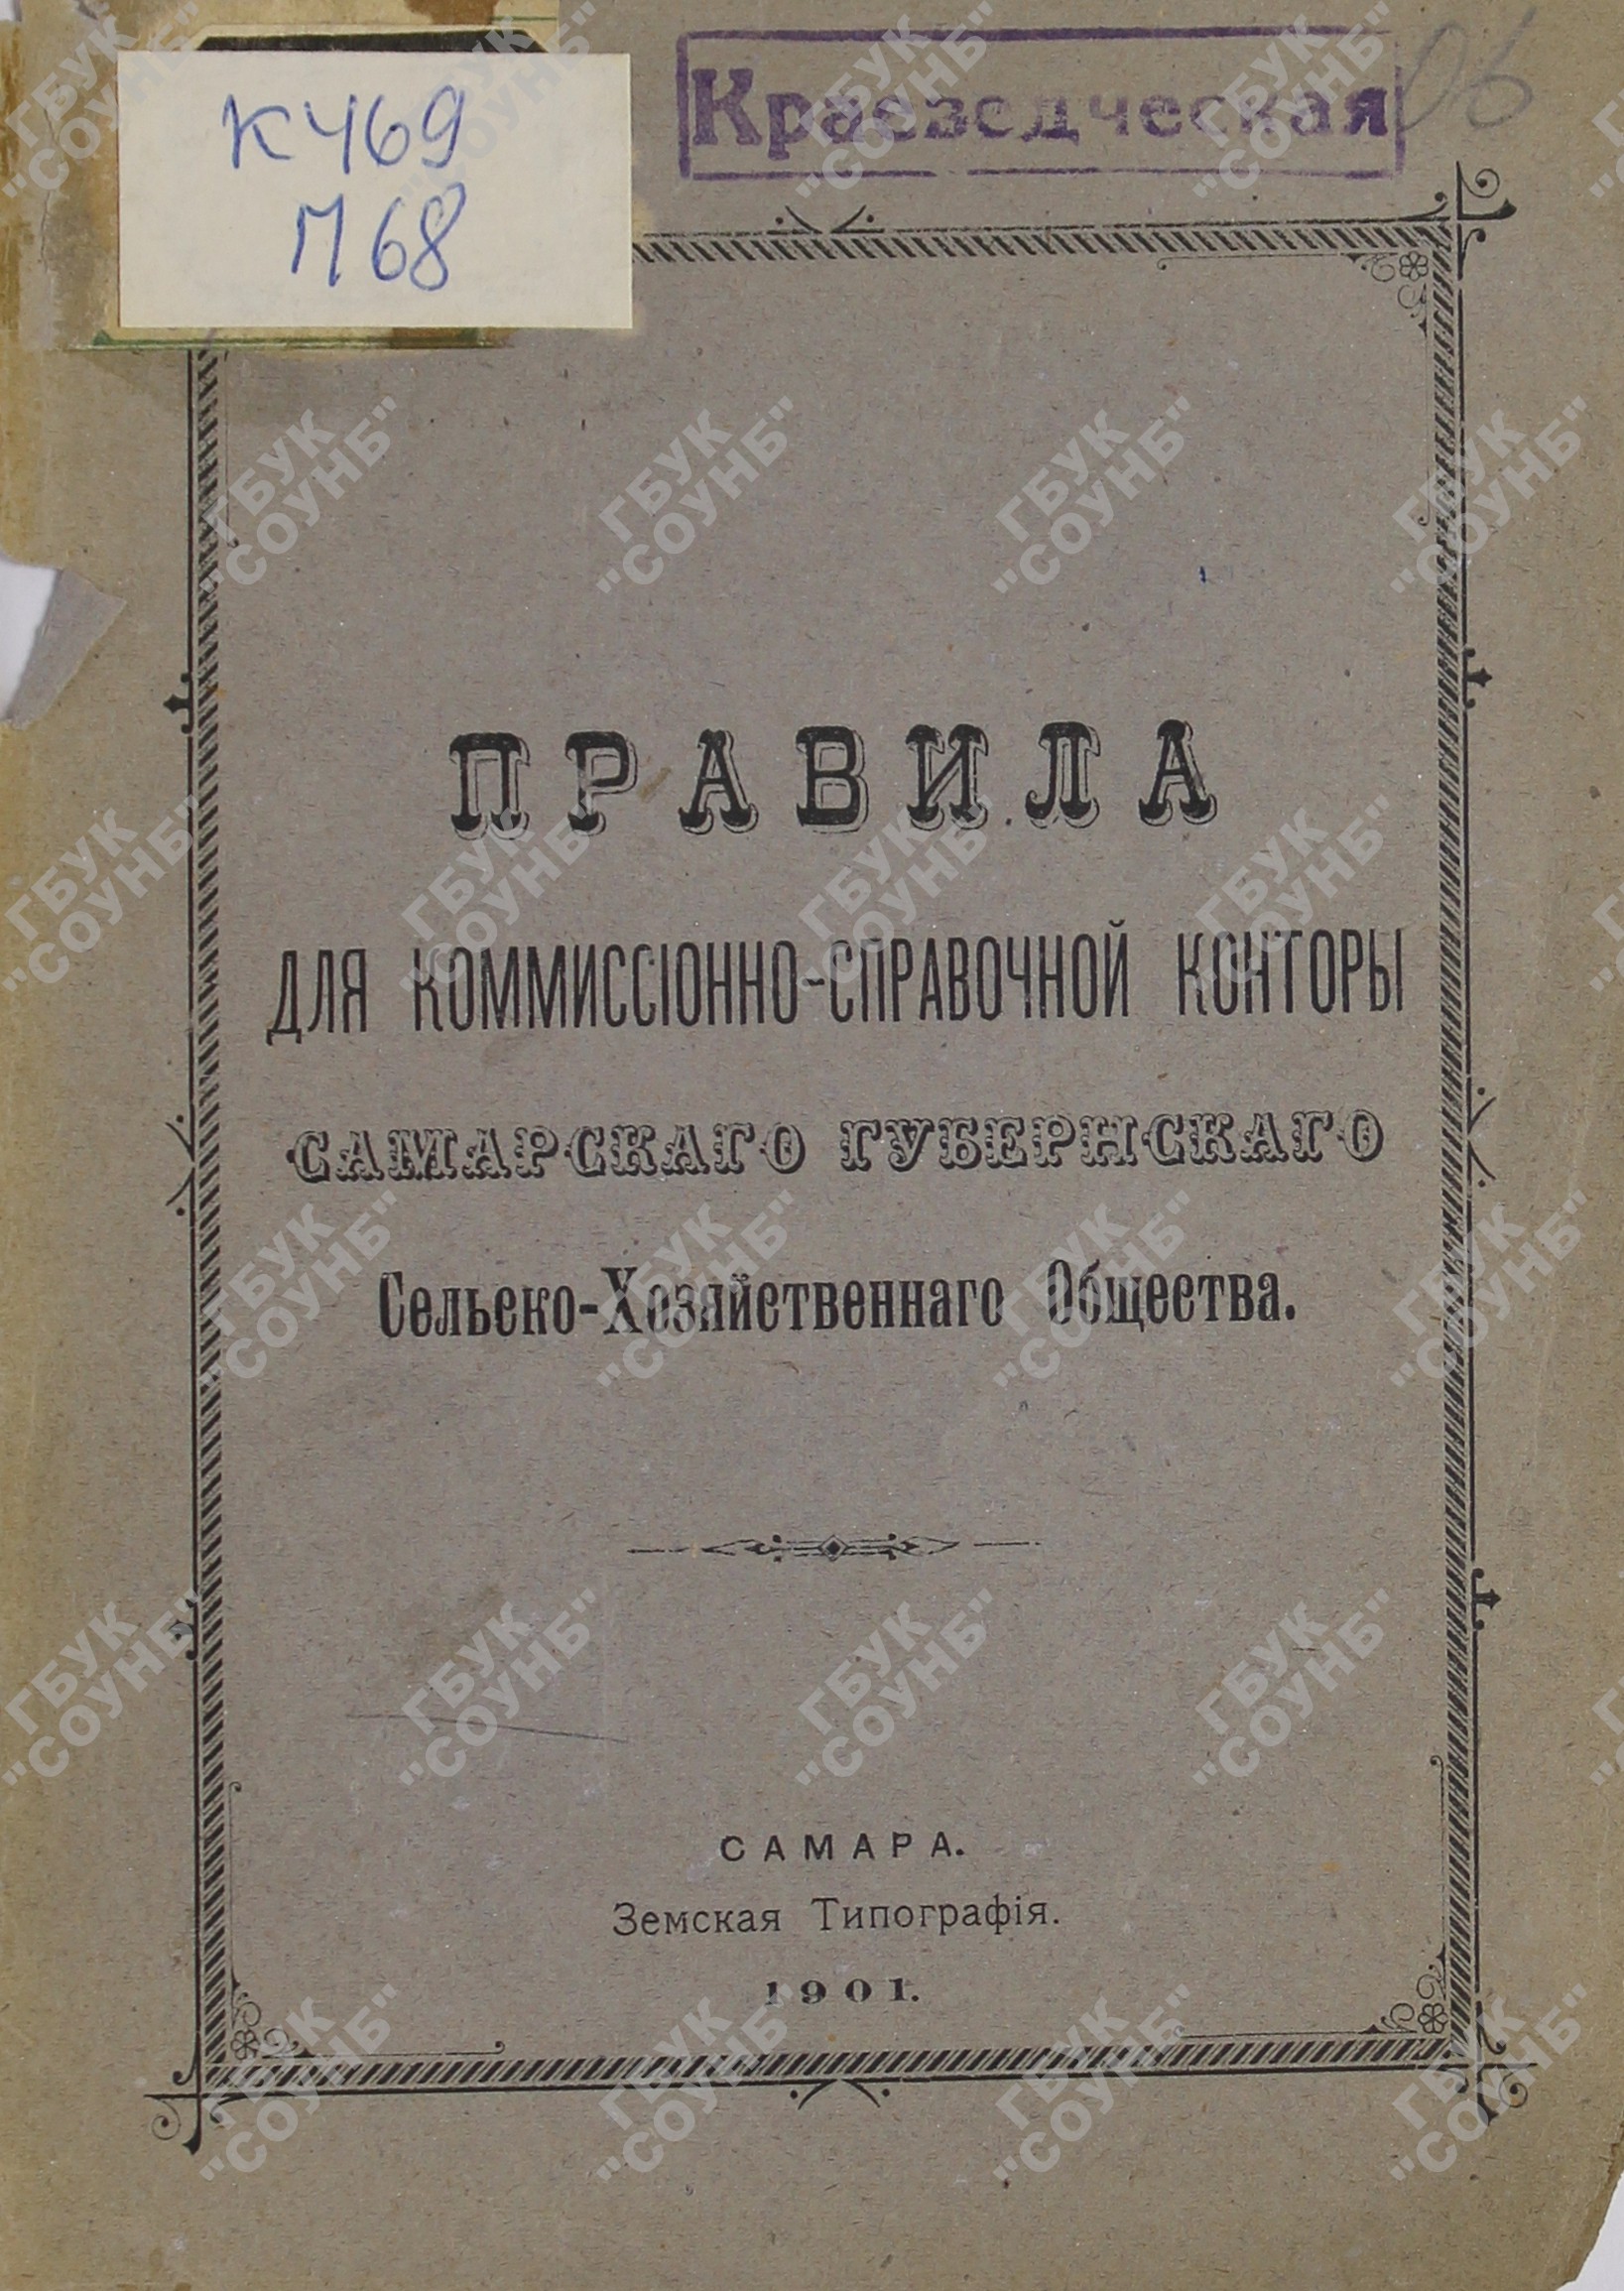 К469
П68
Краеведческая
06
ПРАВИЛА
ДЛЯ КОММИССІОННО-СПРАВОЧНОЙ КОНТОРЫ
САМАРСКАГО ГУБЕРНСКАГО
Сельско-Хозяйственнаго Общества.
САМАРА.
Земская Типографія.
1901.
ГБУК
"СОУНБ"